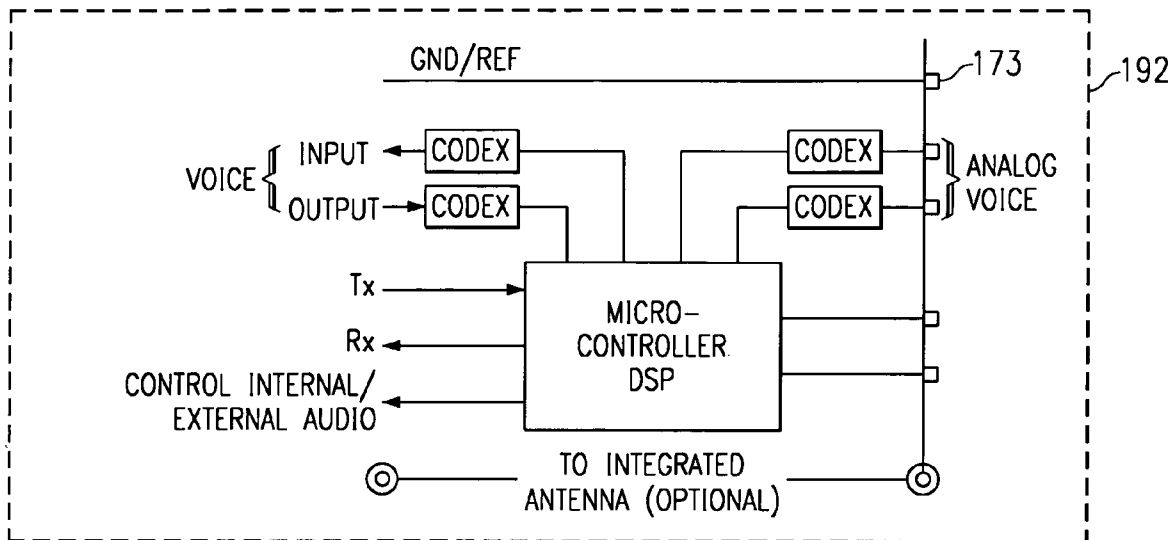 GND/REF
173
192
VOICE
INPUT
CODEX
CODEX
ANALOG
VOICE
OUTPUT
CODEX
CODEX
Tx
MICRO-
CONTROLLER
DSP
Rx
CONTROL INTERNAL/
EXTERNAL AUDIO
TO INTEGRATED
ANTENNA (OPTIONAL)